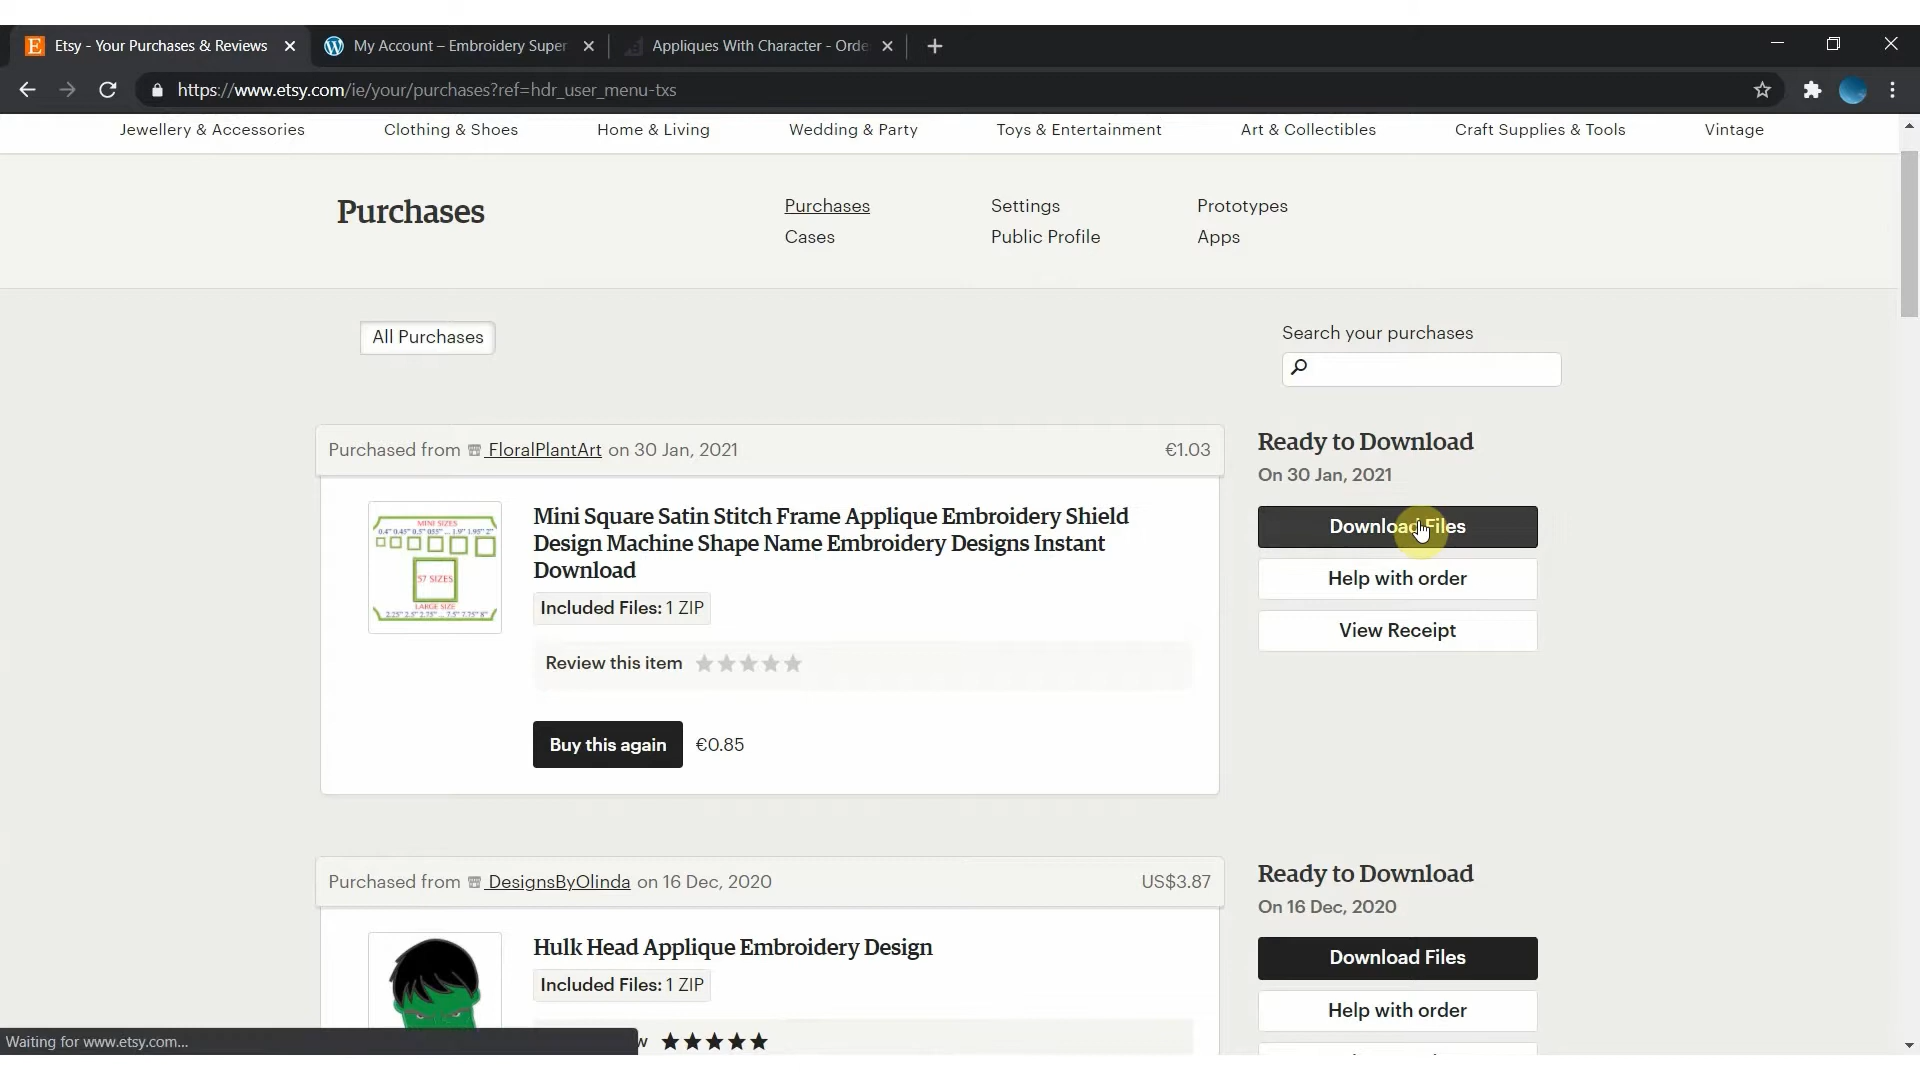 Etsy - Your Purchases & Reviews
My Account – Embroidery Super
Appliques With Character - Orde
https://www.etsy.com/ie/your/purchases?ref=hdr_user_menu-txs
Jewellery & Accessories Clothing & Shoes Home & Living Wedding & Party Toys & Entertainment Art & Collectibles Craft Supplies & Tools Vintage
Purchases
Purchases Settings Prototypes
Cases Public Profile Apps
All Purchases
Search your purchases
Purchased from FloralPlantArt on 30 Jan, 2021 €1.03
Ready to Download
On 30 Jan, 2021
Download Files
Help with order
View Receipt
MINI SIZES
57 SIZES
LARGE SIZE
Mini Square Satin Stitch Frame Applique Embroidery Shield
Design Machine Shape Name Embroidery Designs Instant
Download
Included Files: 1 ZIP
Review this item
Buy this again €0.85
Purchased from DesignsByOlinda on 16 Dec, 2020 US$3.87
Ready to Download
On 16 Dec, 2020
Download Files
Help with order
Hulk Head Applique Embroidery Design
Included Files: 1 ZIP
Waiting for www.etsy.com...